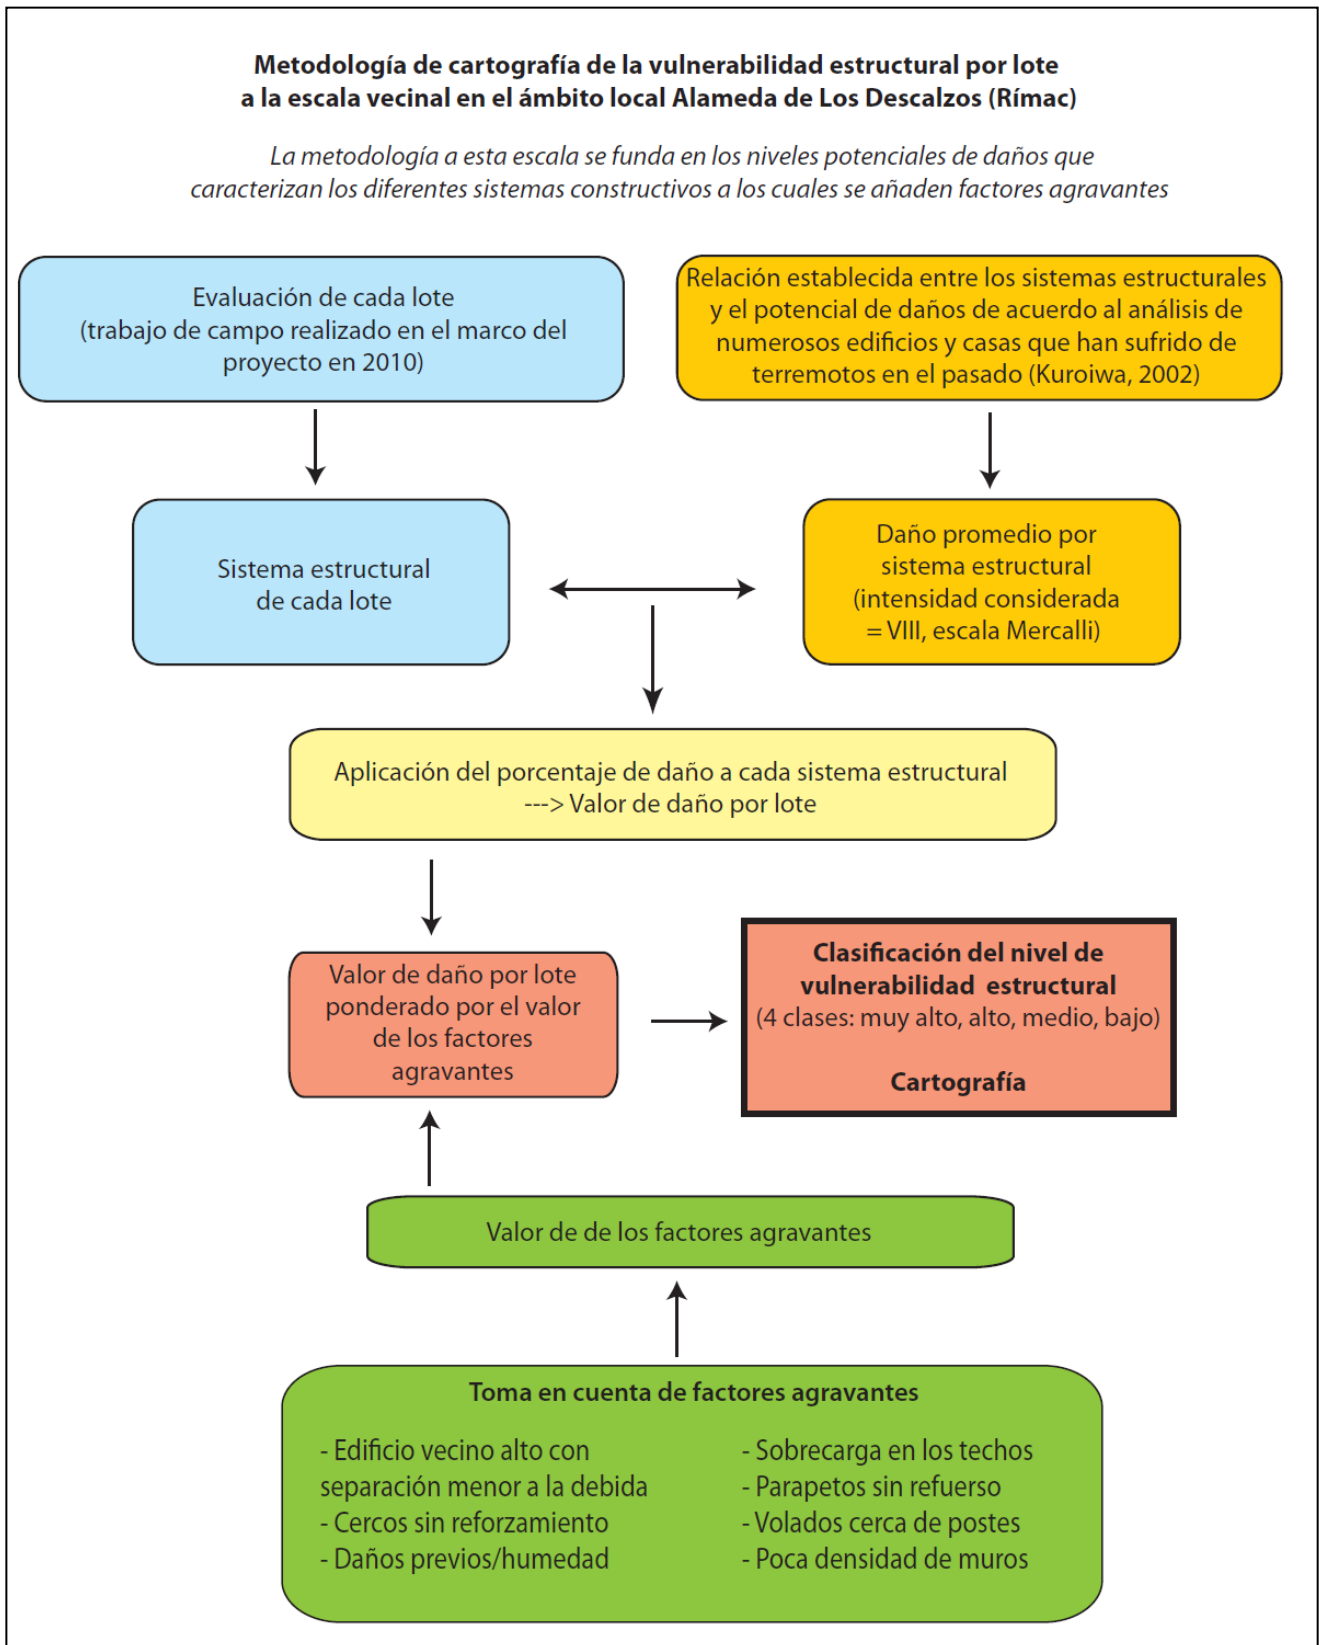 Metodología de cartografía de la vulnerabilidad estructural por lote
a la escala vecinal en el ámbito local Alameda de Los Descalzos (Rímac)
La metodología a esta escala se funda en los niveles potenciales de daños que
caracterizan los diferentes sistemas constructivos a los cuales se añaden factores agravantes
Evaluación de cada lote
(trabajo de campo realizado en el marco del
proyecto en 2010)
Relación establecida entre los sistemas estructurales
y el potencial de daños de acuerdo al análisis de
numerosos edificios y casas que han sufrido de
terremotos en el pasado (Kuroiwa, 2002)
Sistema estructural
de cada lote
Daño promedio por
sistema estructural
(intensidad considerada
= VIII, escala Mercalli)
Aplicación del porcentaje de daño a cada sistema estructural
---> Valor de daño por lote
Valor de daño por lote
ponderado por el valor
de los factores
agravantes
Clasificación del nivel de
vulnerabilidad estructural
(4 clases: muy alto, alto, medio, bajo)
Cartografía
Valor de de los factores agravantes
Toma en cuenta de factores agravantes
- Edificio vecino alto con
separación menor a la debida
- Cercos sin reforzamiento
- Daños previos/humedad
- Sobrecarga en los techos
- Parapetos sin refuerso
- Volados cerca de postes
- Poca densidad de muros